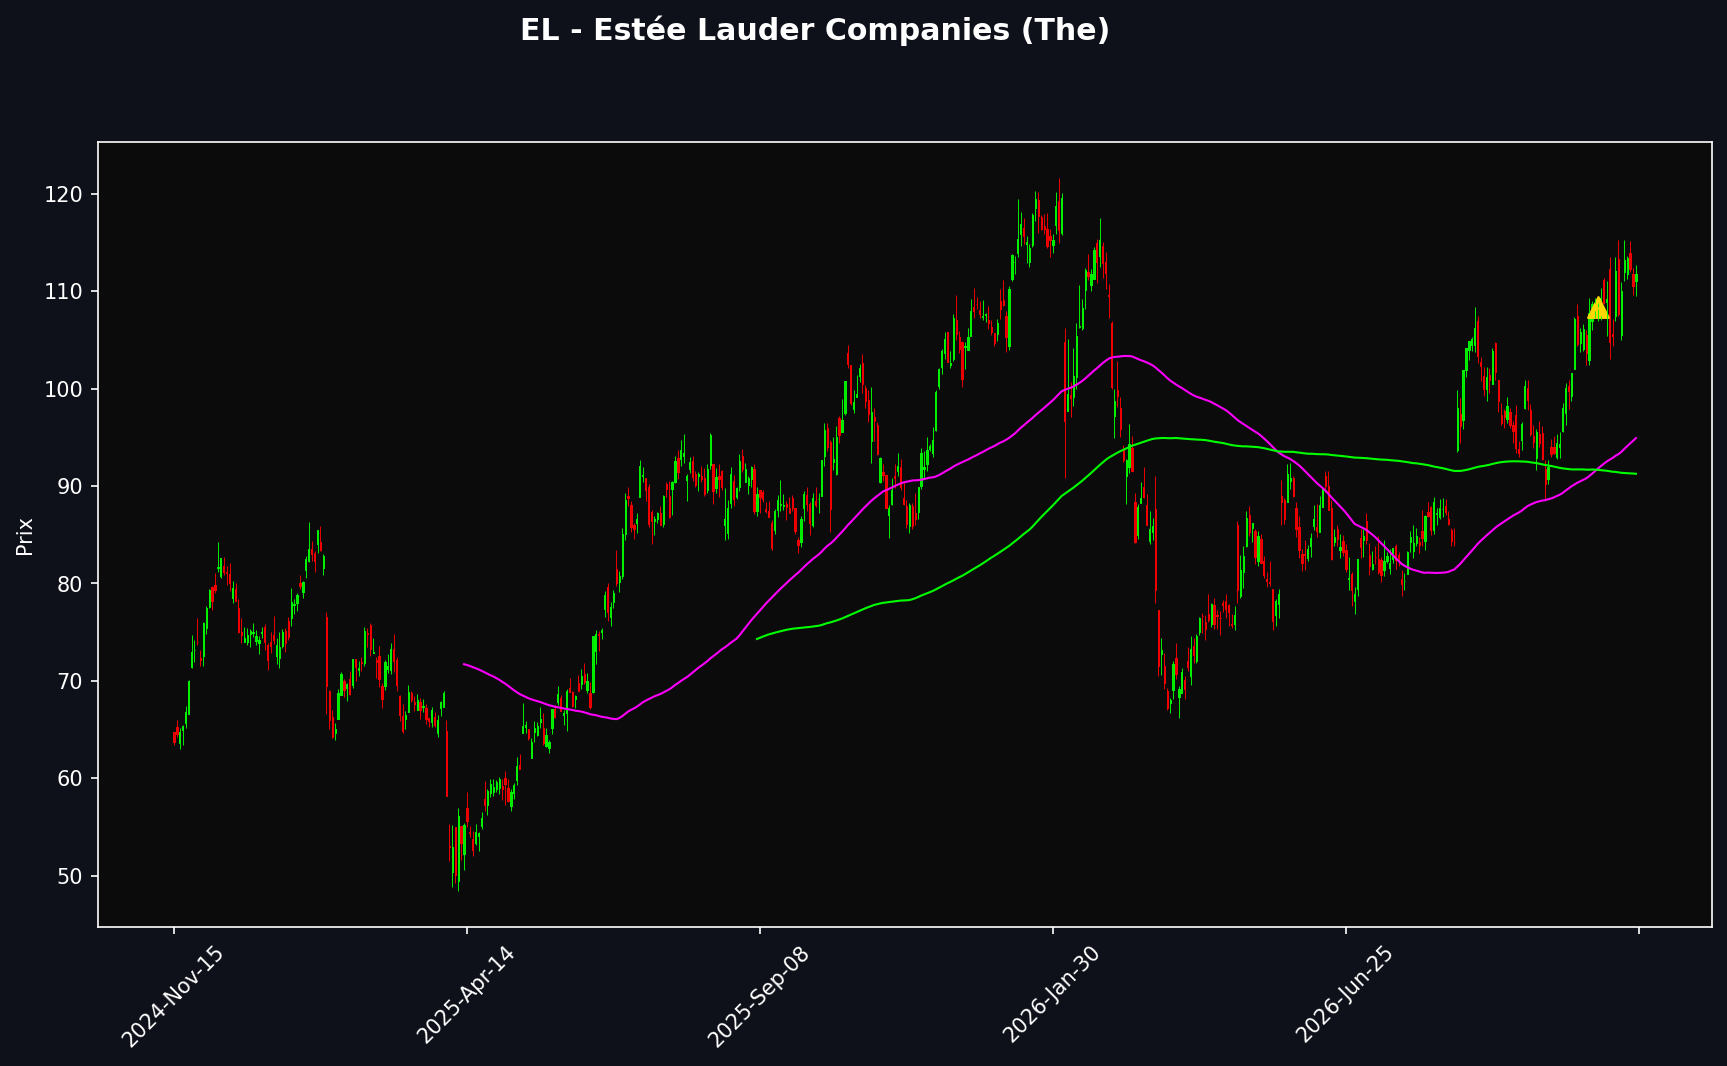 EL - Estée Lauder Companies (The)
Prix
120
110
100
90
80
70
60
50
2024-Nov-15
2025-Apr-14
2025-Sep-08
2026-Jan-30
2026-Jun-25